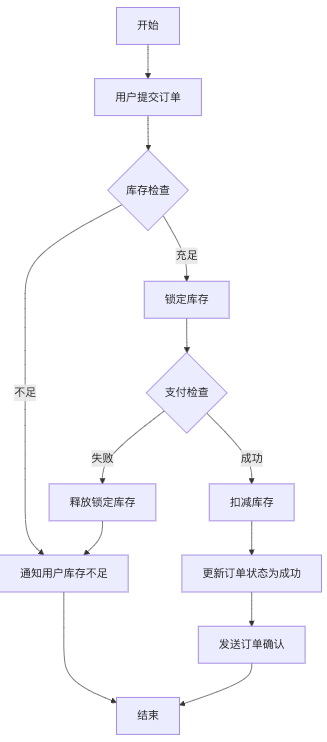 开始
用户提交订单
库存检查
充足
锁定库存
支付检查
不足
失败
成功
释放锁定库存
扣减库存
通知用户库存不足
更新订单状态为成功
发送订单确认
结束